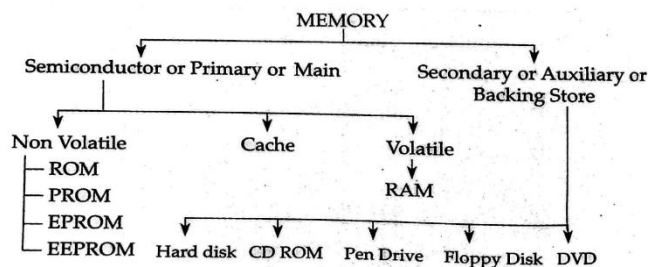 MEMORY
Semiconductor or Primary or Main
Secondary or Auxiliary or
Backing Store
Non Volatile
Cache
Volatile
ROM
PROM
EPROM
EEPROM
RAM
Hard disk
CD ROM
Pen Drive
Floppy Disk
DVD